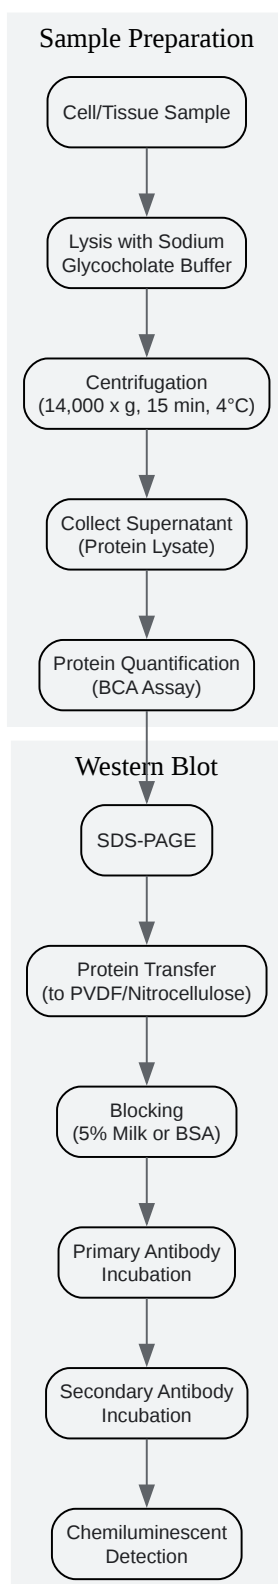 Sample Preparation
Cell/Tissue Sample
Lysis with Sodium
Glycocholate Buffer
Centrifugation
(14,000 x g, 15 min, 4°C)
Collect Supernatant
(Protein Lysate)
Protein Quantification
(BCA Assay)
Western Blot
SDS-PAGE
Protein Transfer
(to PVDF/Nitrocellulose)
Blocking
(5% Milk or BSA)
Primary Antibody
Incubation
Secondary Antibody
Incubation
Chemiluminescent
Detection